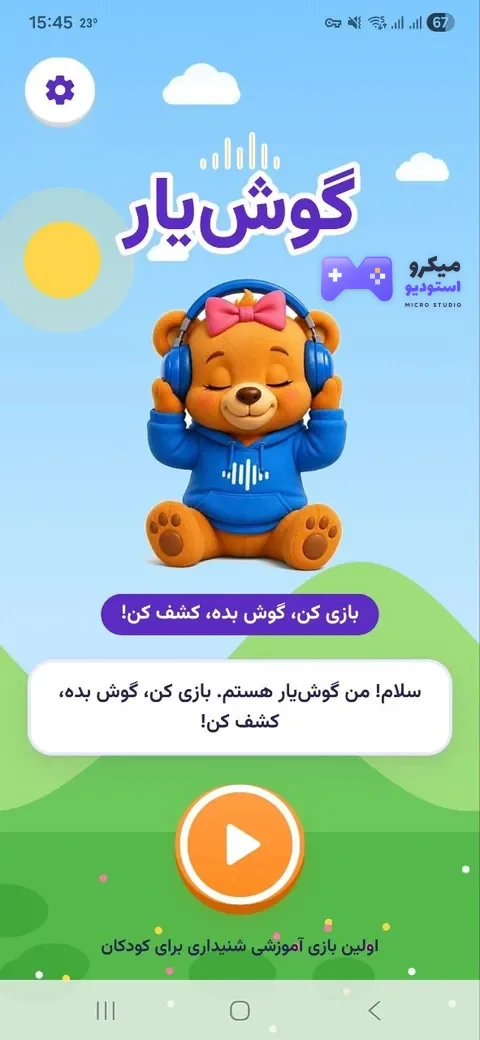 15:45 23°
67
گوش‌یار
میکرو
استودیو
MICRO STUDIO
بازی کن، گوش بده، کشف کن!
سلام! من گوش‌یار هستم. بازی کن، گوش بده،
کشف کن!
اولین بازی آموزشی شنیداری برای کودکان